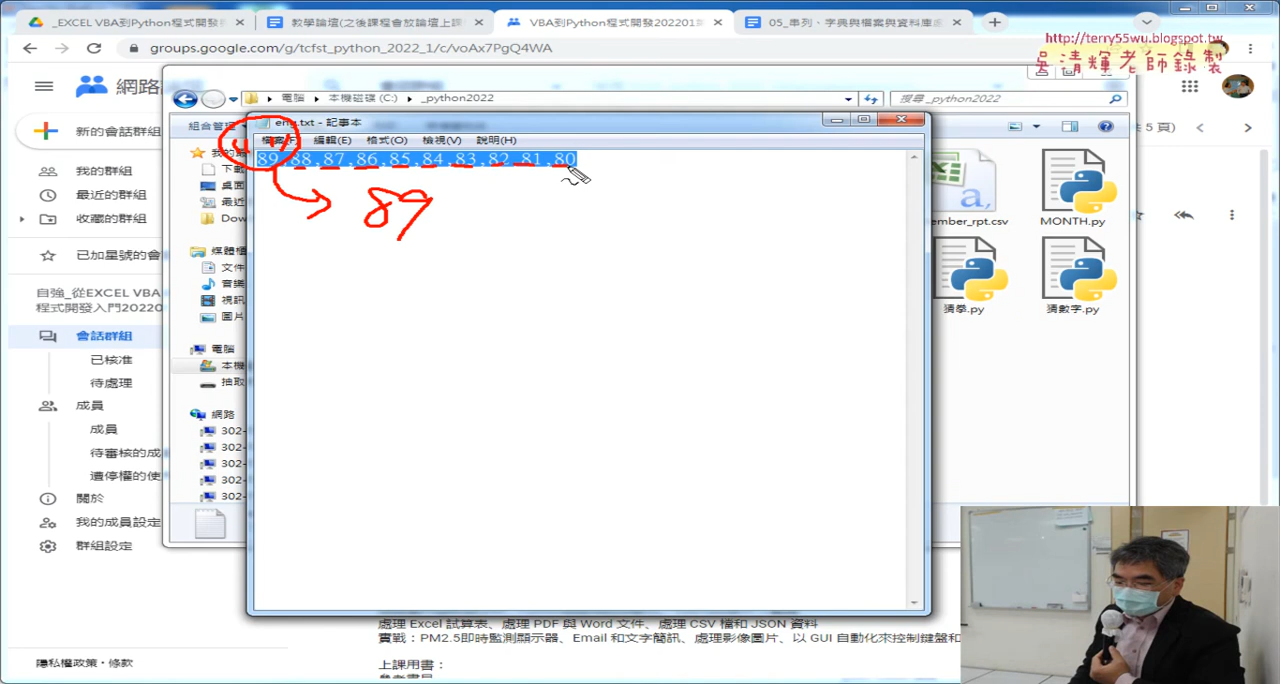 _EXCEL VBA到Python程式開發
教學論壇(之後課程會放論壇上課
VBA到Python程式開發202201
05_串列、字典與檔案與資料庫
groups.google.com/g/tcfst_python_2022_1/c/voAx7PgQ4WA
http://terry55wu.blogspot.tw
吳清輝老師錄製
網路
新的會話群組
我的群組
最近的群組
收藏的群組
已加星號的會
自強_從EXCEL VBA
程式開發入門20220
會話群組
已核准
待處理
成員
成員
待審核的成
遭停權的使
關於
我的成員設定
群組設定
隱私權政策・條款
電腦
本機磁碟 (C:)
_python2022
搜尋 _python2022
組合管理
共 5 頁)
eng.txt - 記事本
檔案(F)
編輯(E)
格式(O)
檢視(V)
說明(H)
89,88,87,86,85,84,83,82,81,80
89
我的最
下載
桌面
最近
Dow
媒體櫃
文件
音樂
視訊
圖片
電腦
本機
抽取
網路
302-
302-
302-
302-
302-
a,
ember_rpt.csv
MONTH.py
猜拳.py
猜數字.py
處理 Excel 試算表、處理 PDF 與 Word 文件、處理 CSV 檔和 JSON 資料
實戰：PM2.5即時監測顯示器、Email 和文字簡訊、處理影像圖片、以 GUI 自動化來控制鍵盤和
上課用書：